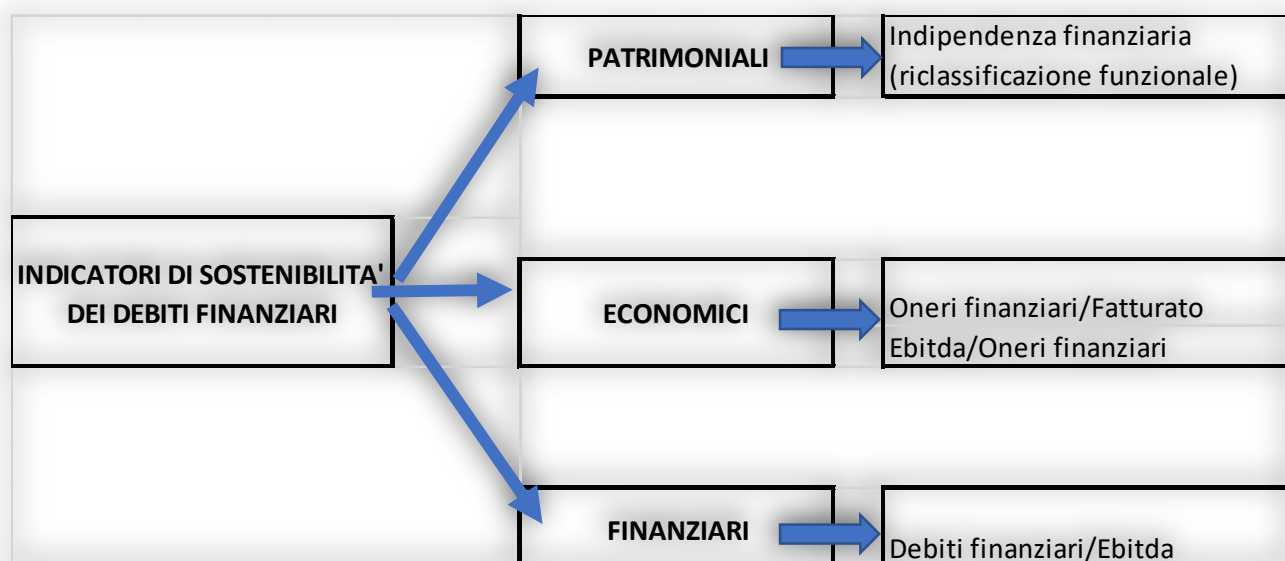 PATRIMONIALI
Indipendenza finanziaria
(riclassificazione funzionale)
INDICATORI DI SOSTENIBILITA'
DEI DEBITI FINANZIARI
ECONOMICI
Oneri finanziari/Fatturato
Ebitda/Oneri finanziari
FINANZIARI
Debiti finanziari/Ebitda